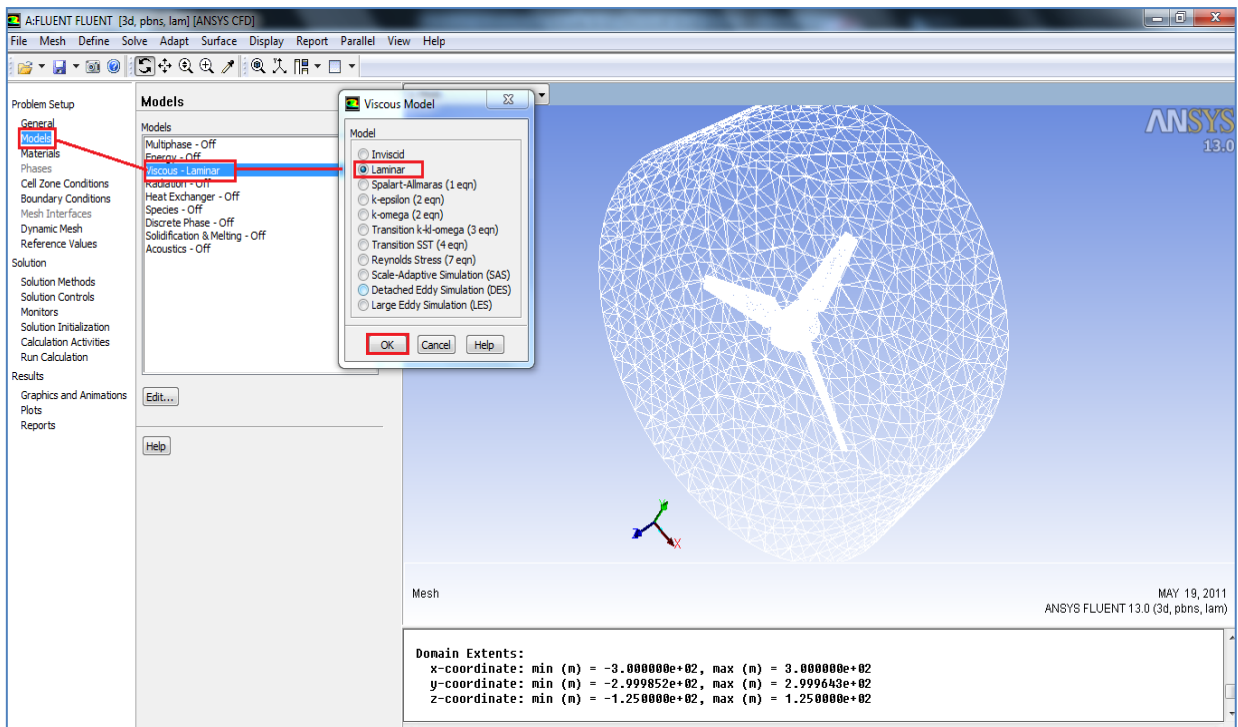 A:FLUENT FLUENT [3d, pbns, lam] [ANSYS CFD]
File Mesh Define Solve Adapt Surface Display Report Parallel View Help
Problem Setup
General
Models
Materials
Phases
Cell Zone Conditions
Boundary Conditions
Mesh Interfaces
Dynamic Mesh
Reference Values
Solution
Solution Methods
Solution Controls
Monitors
Solution Initialization
Calculation Activities
Run Calculation
Results
Graphics and Animations
Plots
Reports
Models
Models
Multiphase - Off
Energy - Off
Viscous - Laminar
Radiation - Off
Heat Exchanger - Off
Species - Off
Discrete Phase - Off
Solidification & Melting - Off
Acoustics - Off
Edit...
Help
Viscous Model
Model
Inviscid
Laminar
Spalart-Allmaras (1 eqn)
k-epsilon (2 eqn)
k-omega (2 eqn)
Transition k-kl-omega (3 eqn)
Transition SST (4 eqn)
Reynolds Stress (7 eqn)
Scale-Adaptive Simulation (SAS)
Detached Eddy Simulation (DES)
Large Eddy Simulation (LES)
OK Cancel Help
ANSYS
13.0
Y
Z
X
Mesh
MAY 19, 2011
ANSYS FLUENT 13.0 (3d, pbns, lam)
Domain Extents:
x-coordinate: min (m) = -3.000000e+02, max (m) = 3.000000e+02
y-coordinate: min (m) = -2.999852e+02, max (m) = 2.999643e+02
z-coordinate: min (m) = -1.250000e+02, max (m) = 1.250000e+02